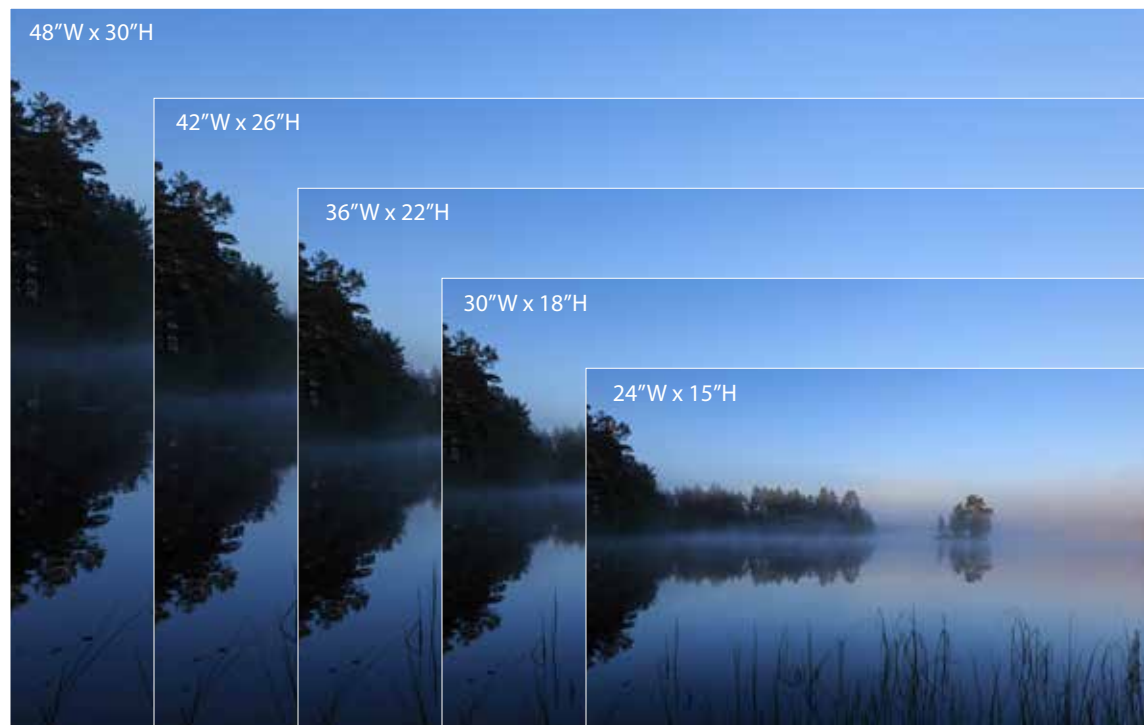 48”W x 30”H
42”W x 26”H
36”W x 22”H
30”W x 18”H
24”W x 15”H